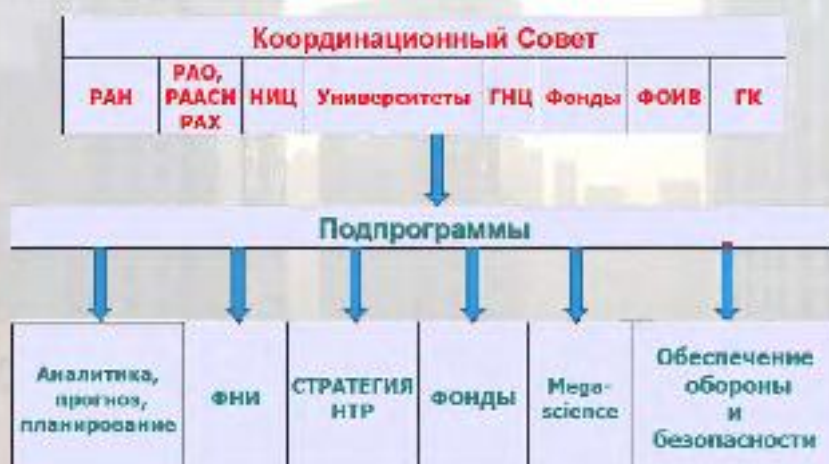 Координационный Совет
РАН
РАО,
РААСН
РАХ
НИЦ
Университеты
ГНЦ
Фонды
ФОИВ
ГК
Подпрограммы
Аналитика,
прогноз,
планирование
ФНИ
СТРАТЕГИЯ
НТР
ФОНДЫ
Mega-
science
Обеспечение
обороны
и
безопасности